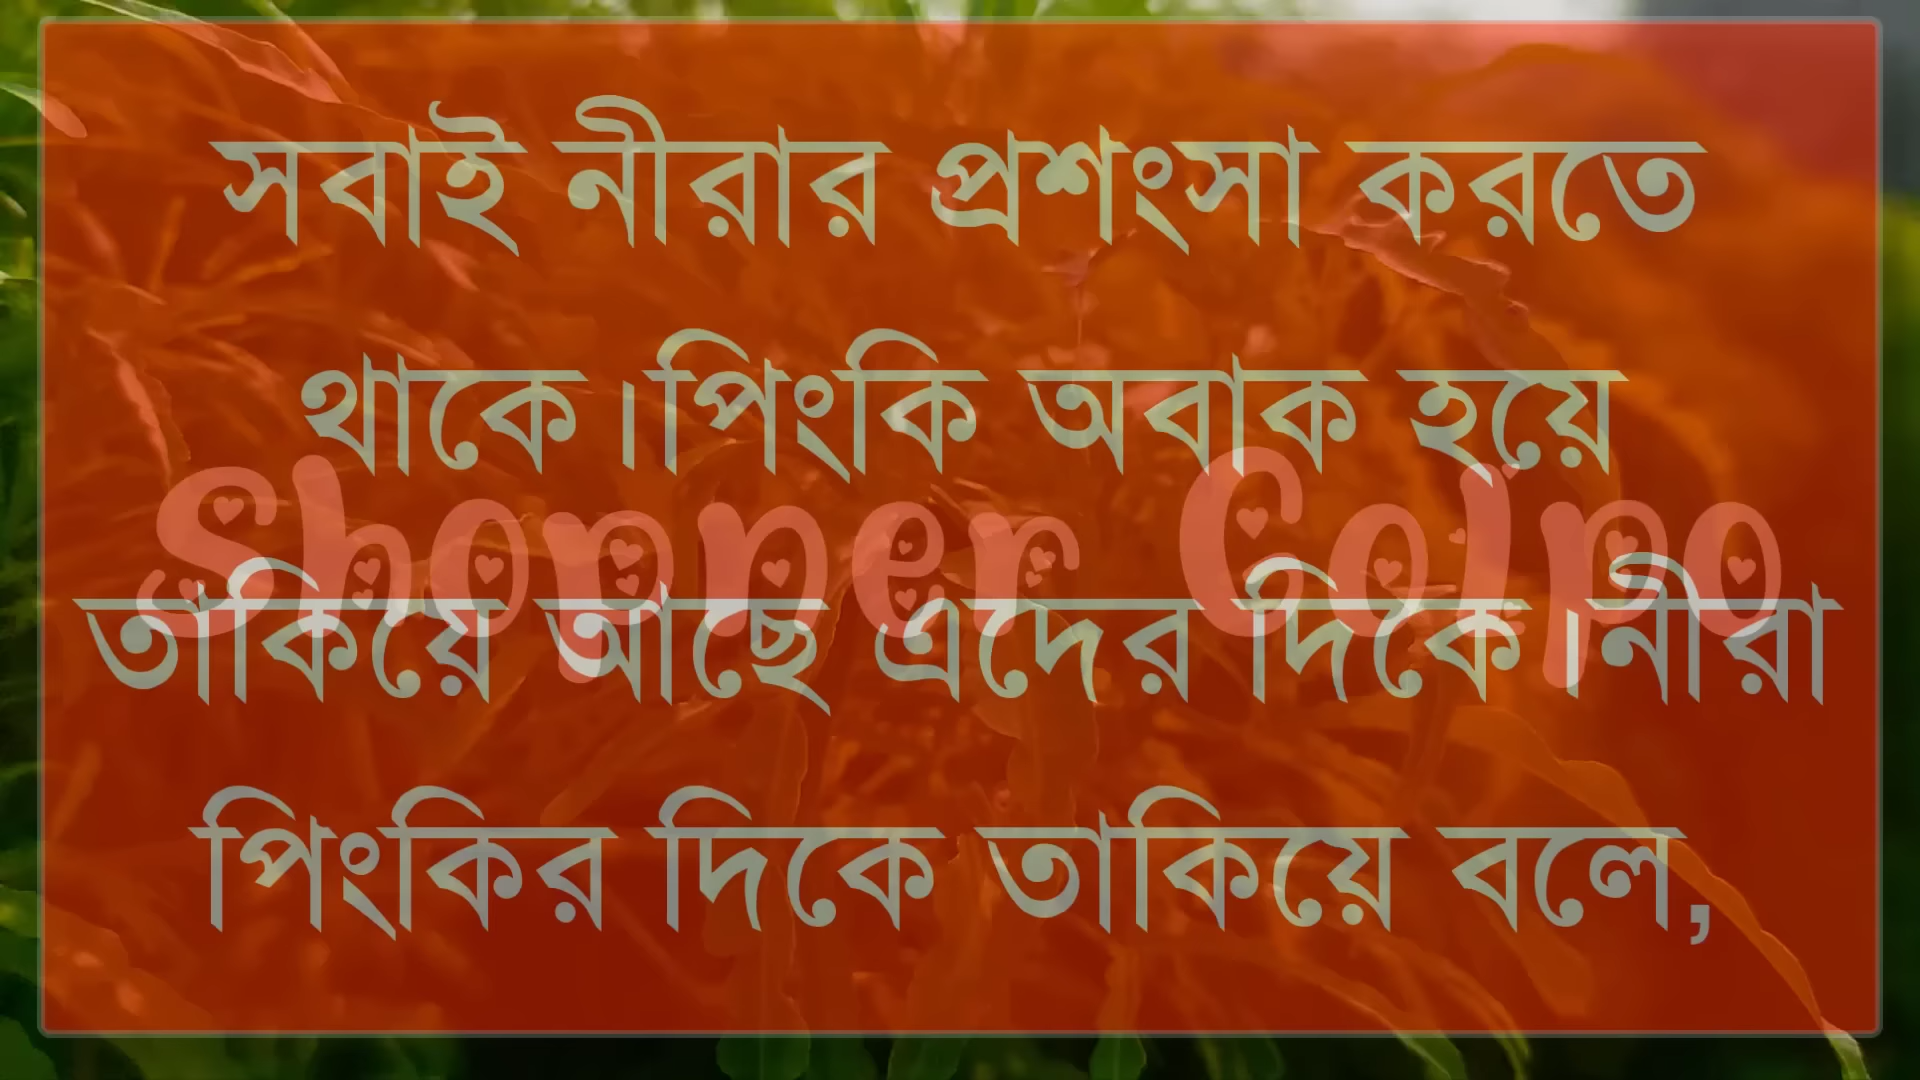 সবাই নীরার প্রশংসা করতে
থাকে।পিংকি অবাক হয়ে
Shopner Golpo
তাকিয়ে আছে এদের দিকে।নীরা
পিংকির দিকে তাকিয়ে বলে,